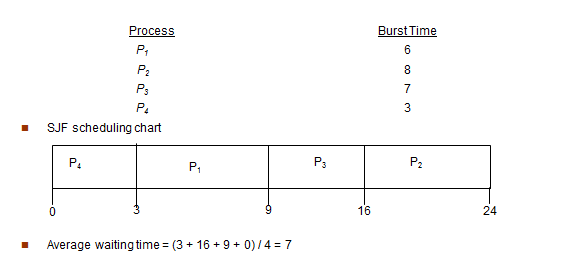 Process Burst Time
P1 6
P2 8
P3 7
P4 3
SJF scheduling chart
P4 P1 P3 P2
0 3 9 16 24
Average waiting time = (3 + 16 + 9 + 0) / 4 = 7